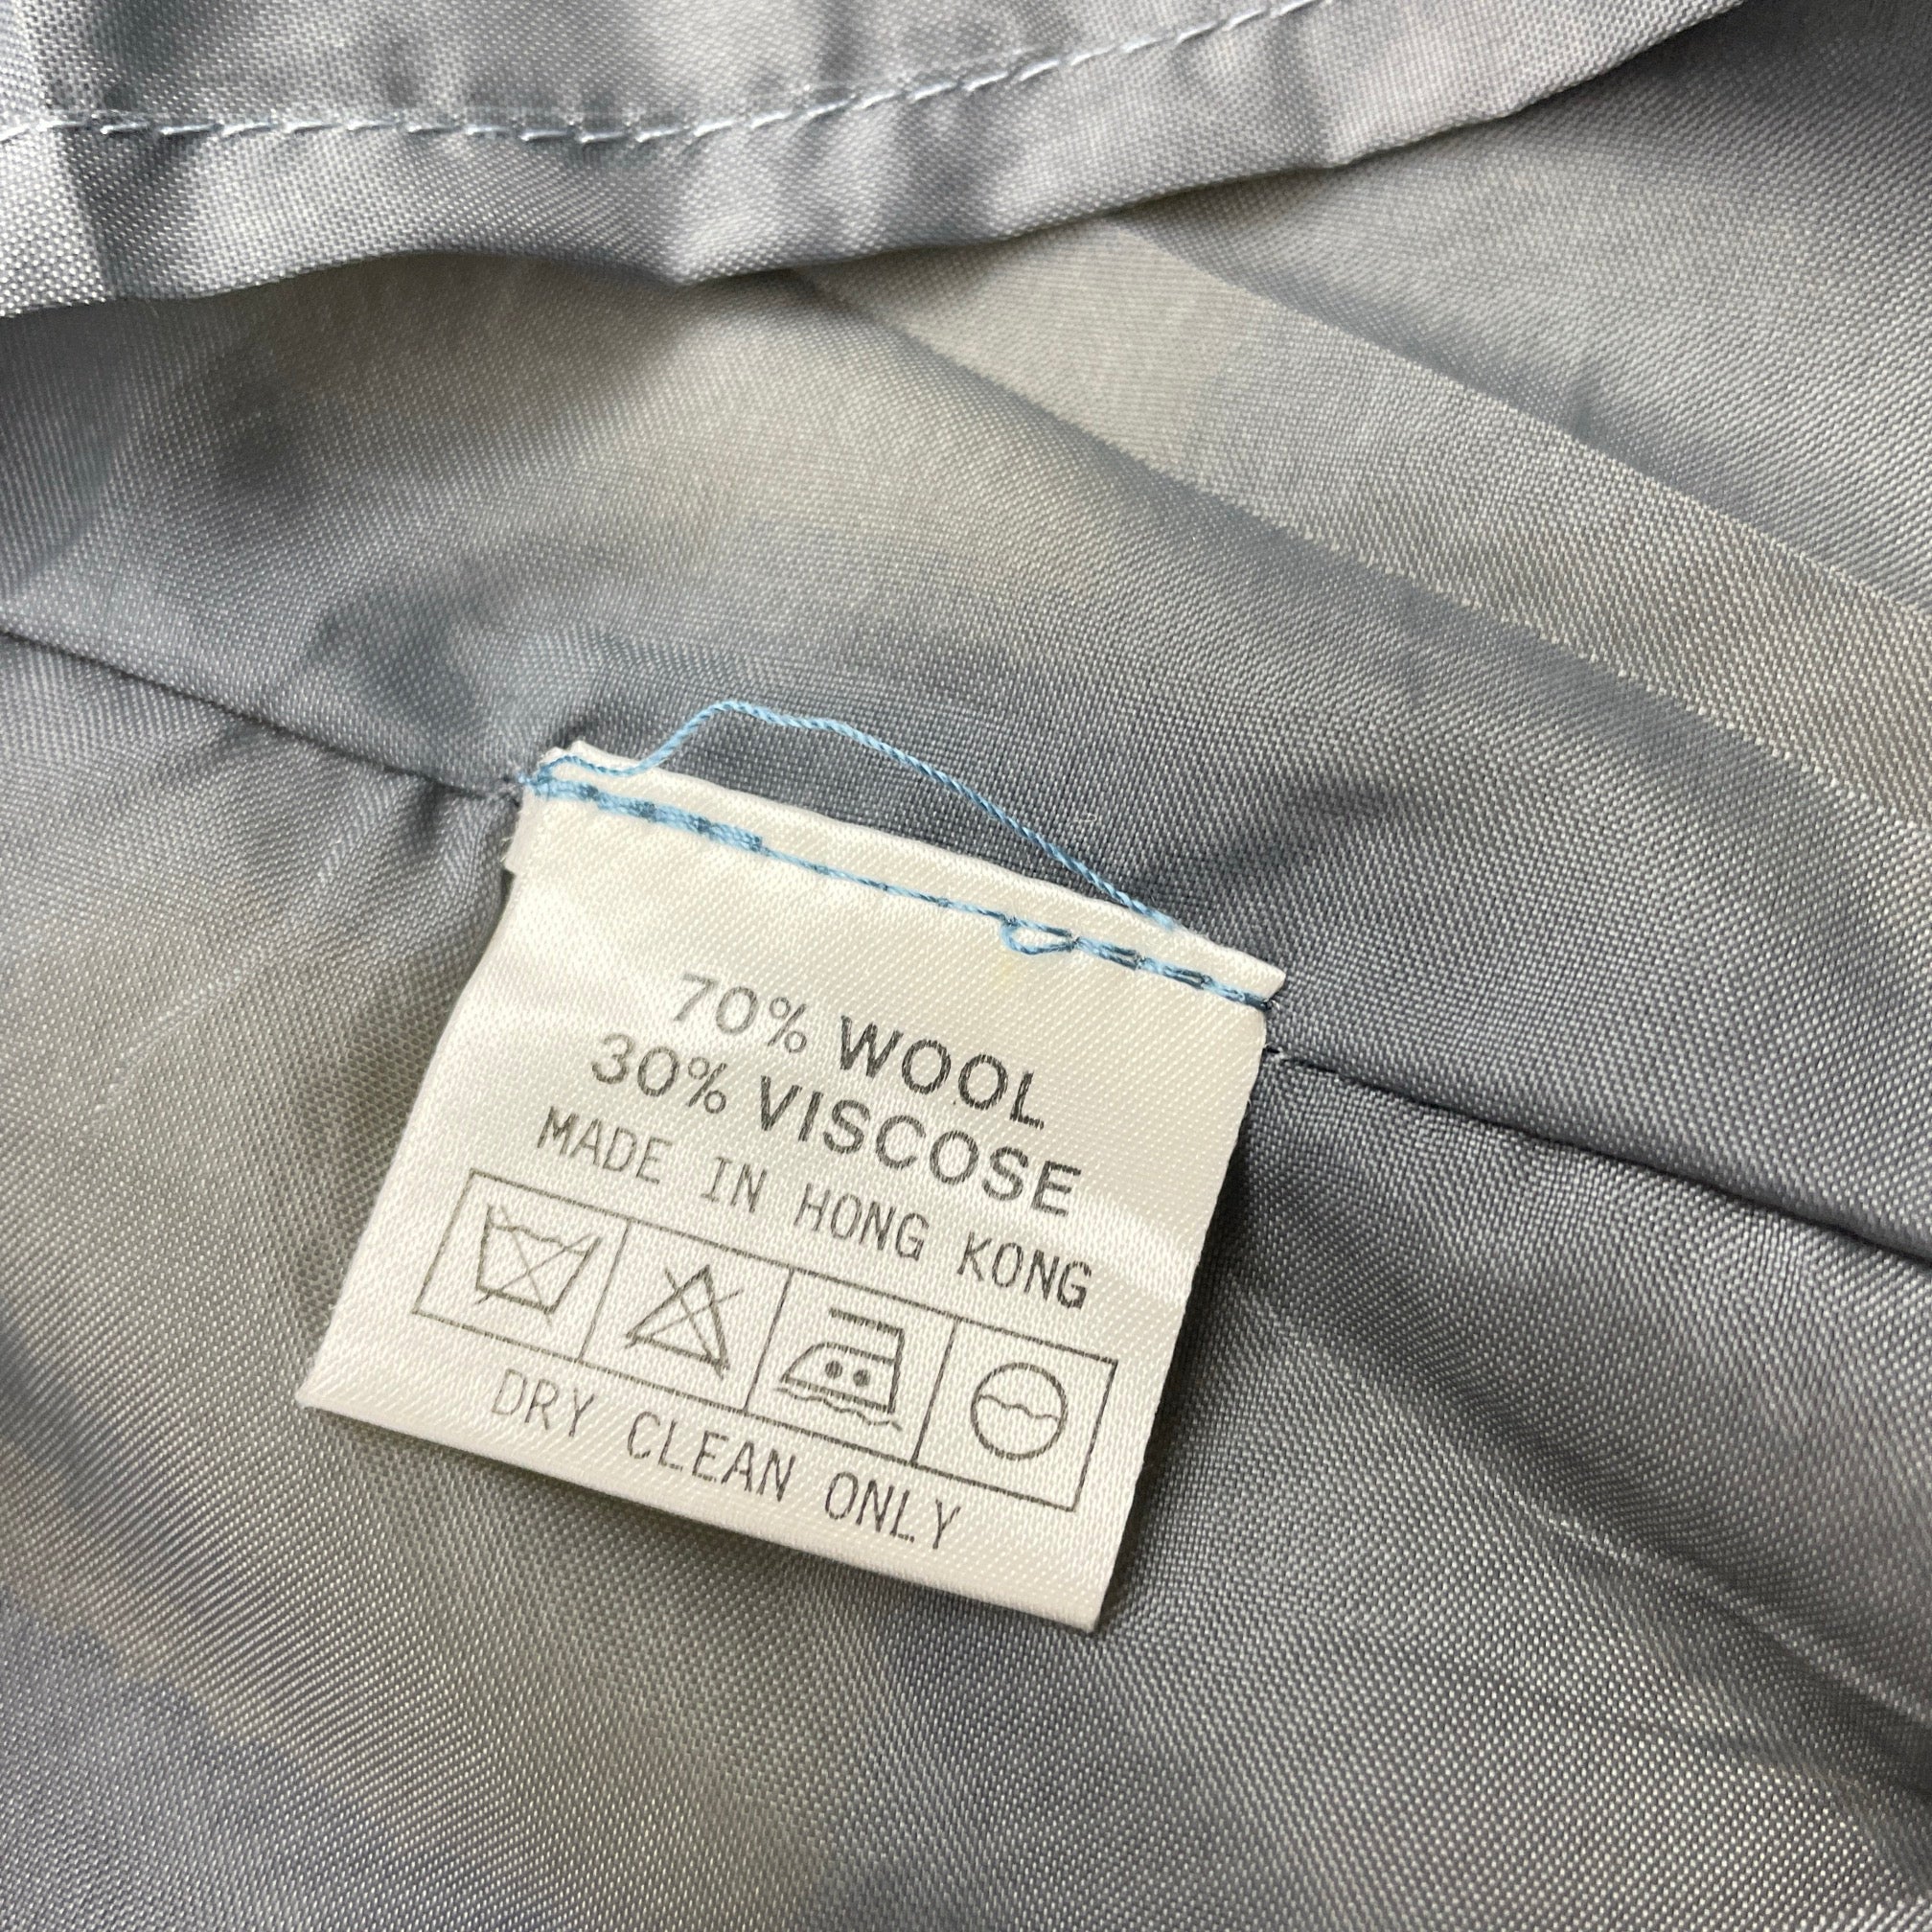 70% WOOL
30% VISCOSE
MADE IN HONG KONG
DRY CLEAN ONLY